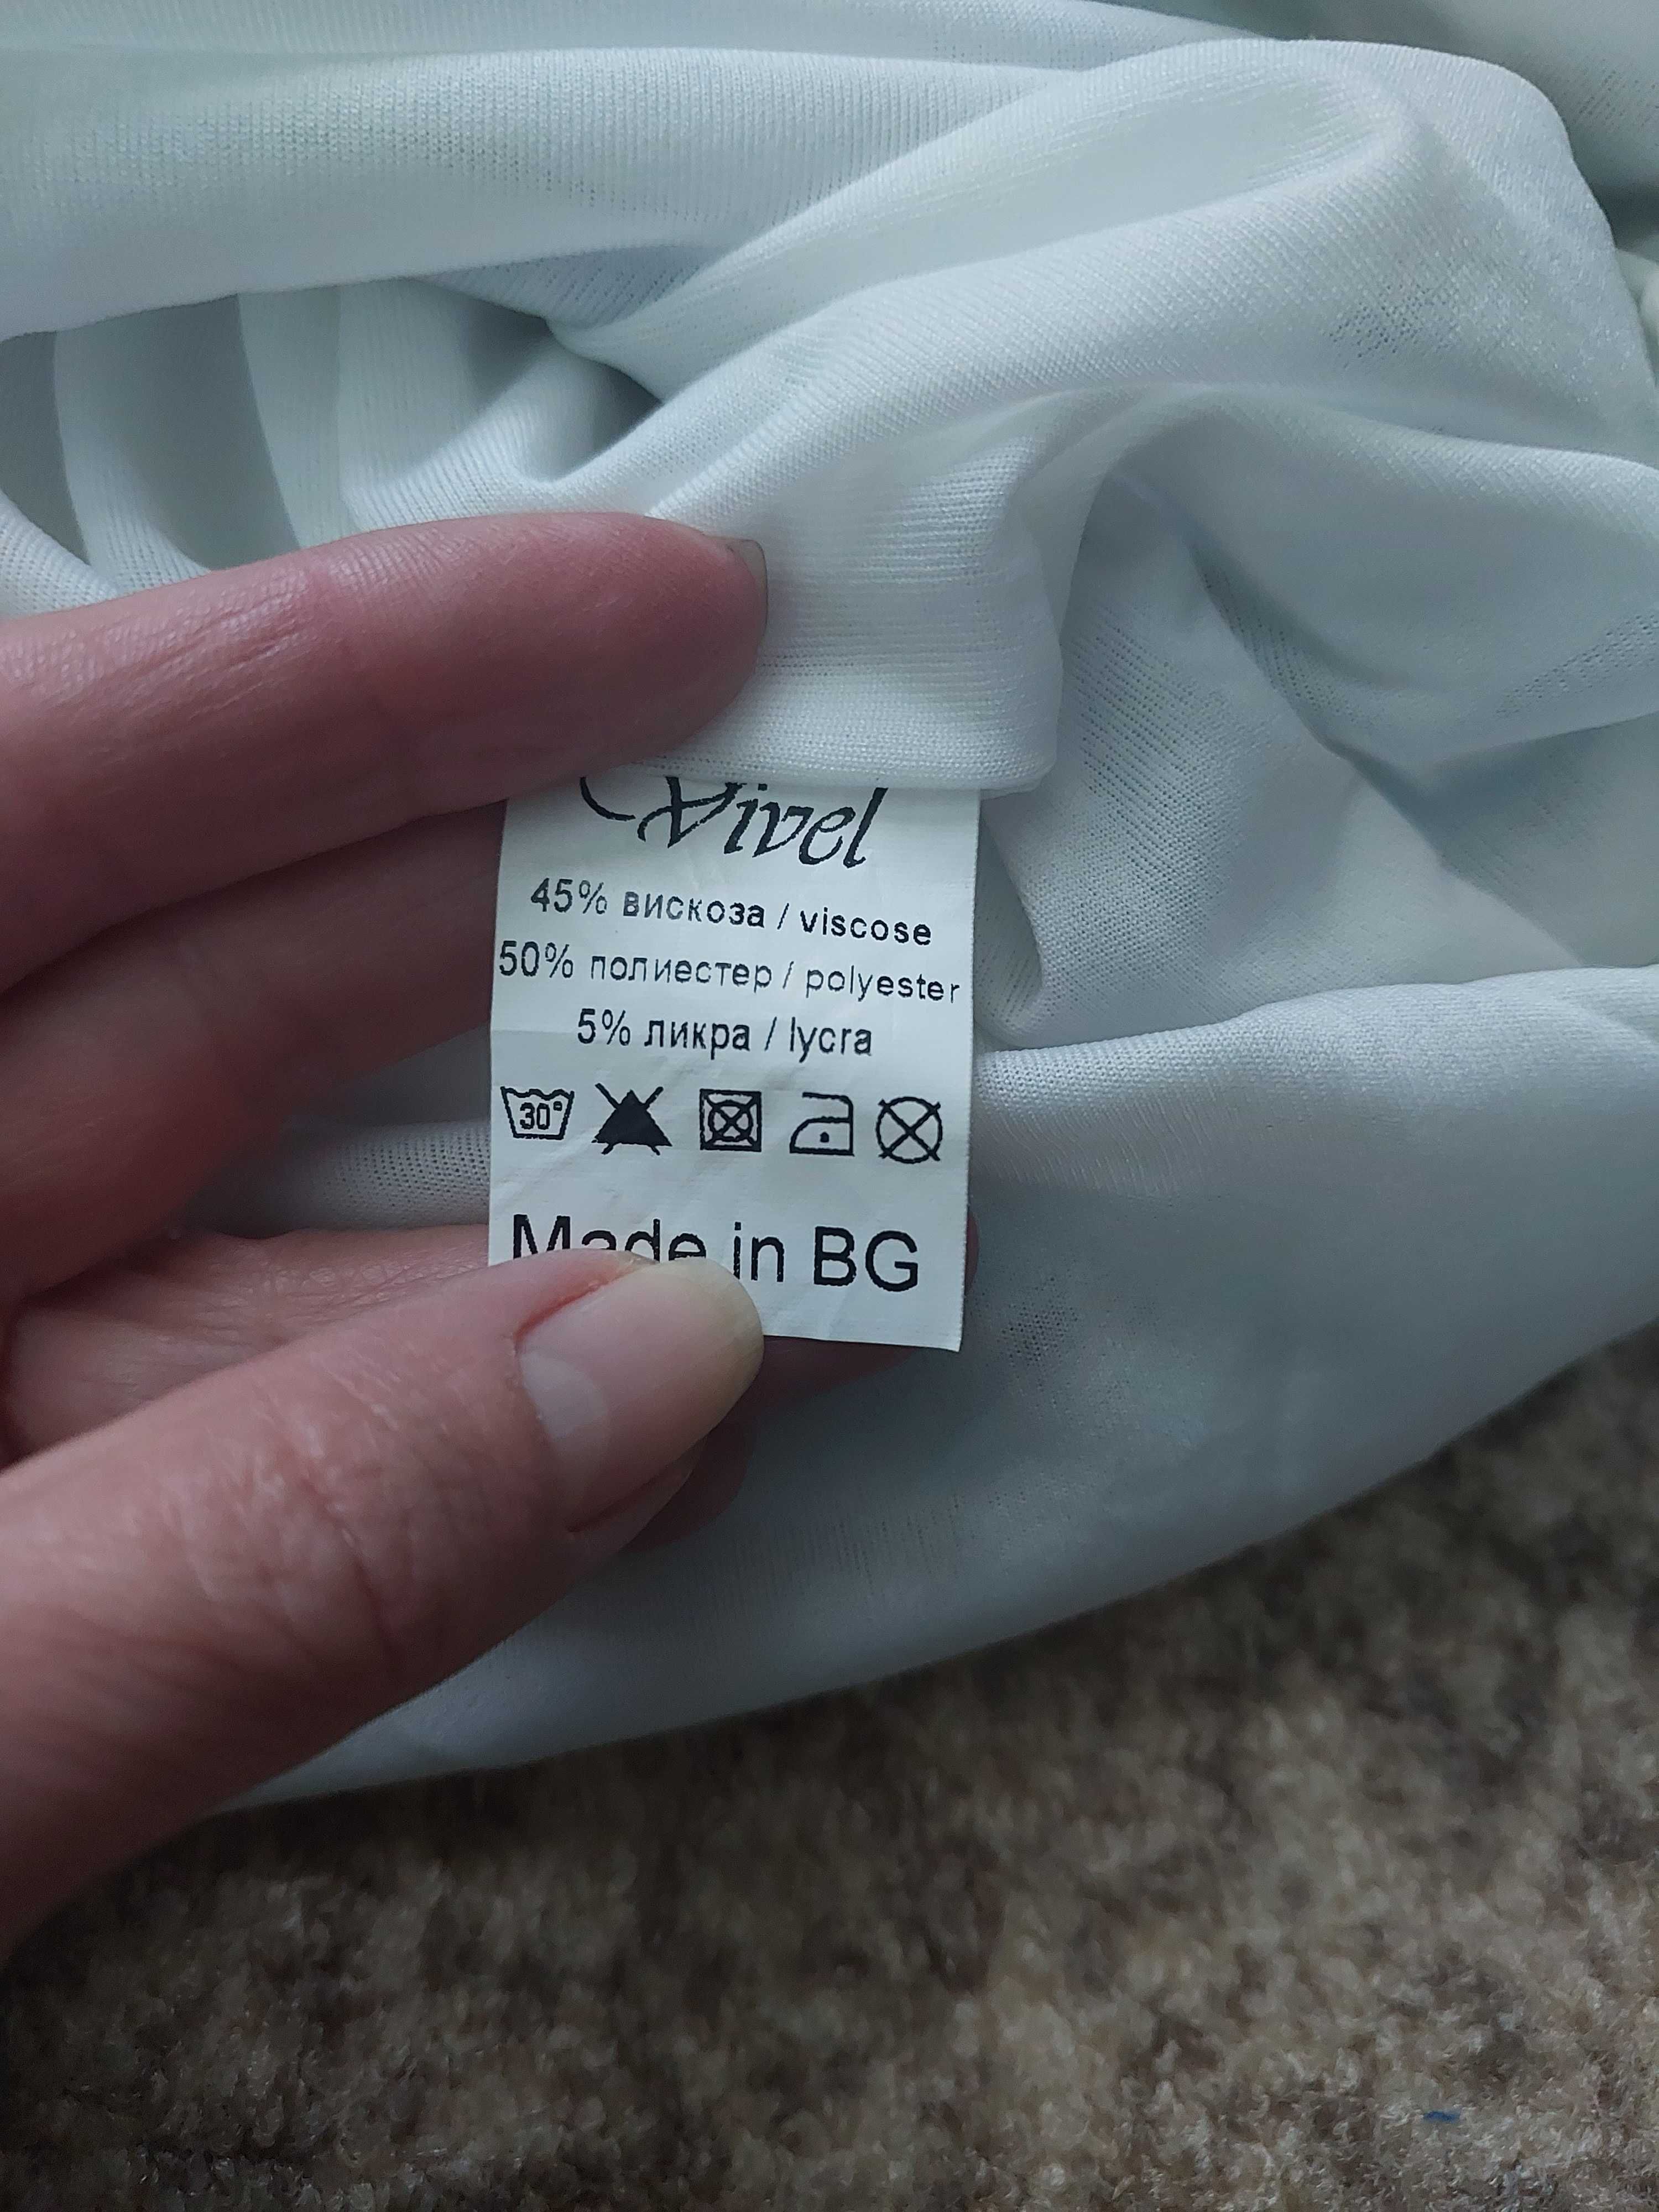 Vivel
45% вискоза / viscose
50% полиестер / polyester
5% ликра / lycra
30°
Made in BG